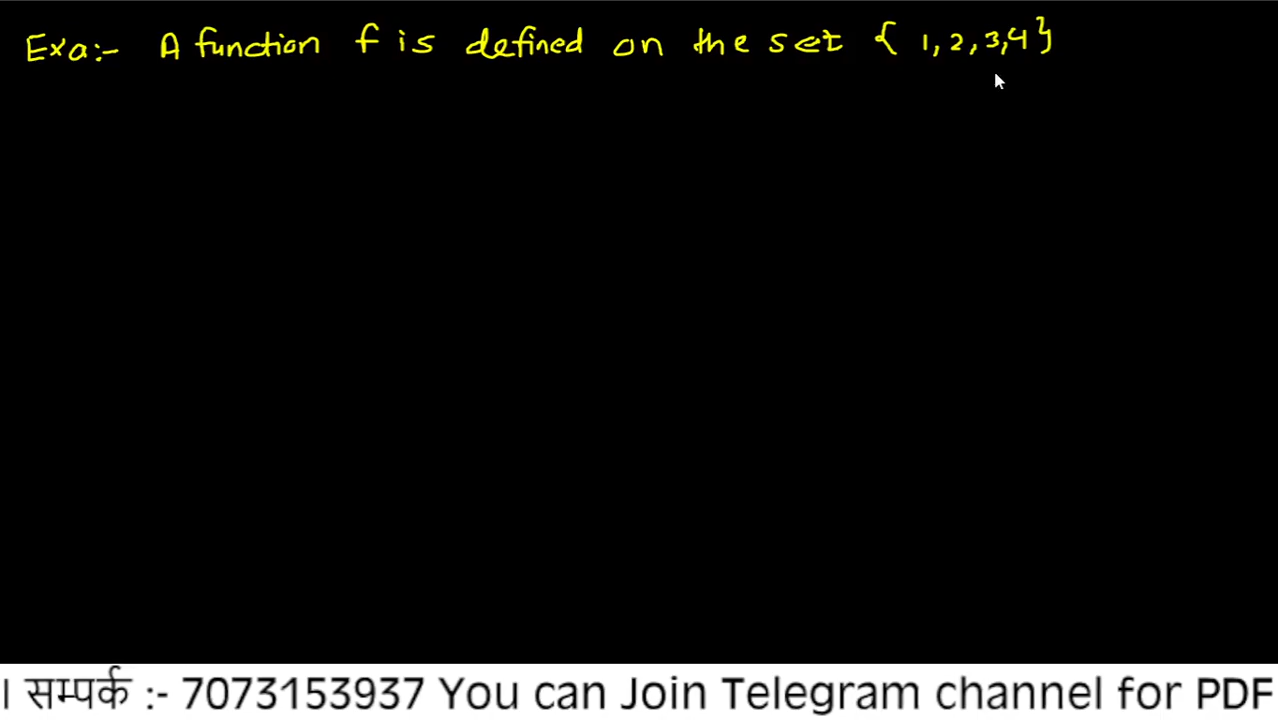 Exa:- A function f is defined on the set { 1, 2, 3, 4 }
। सम्पर्क :- 7073153937 You can Join Telegram channel for PDF